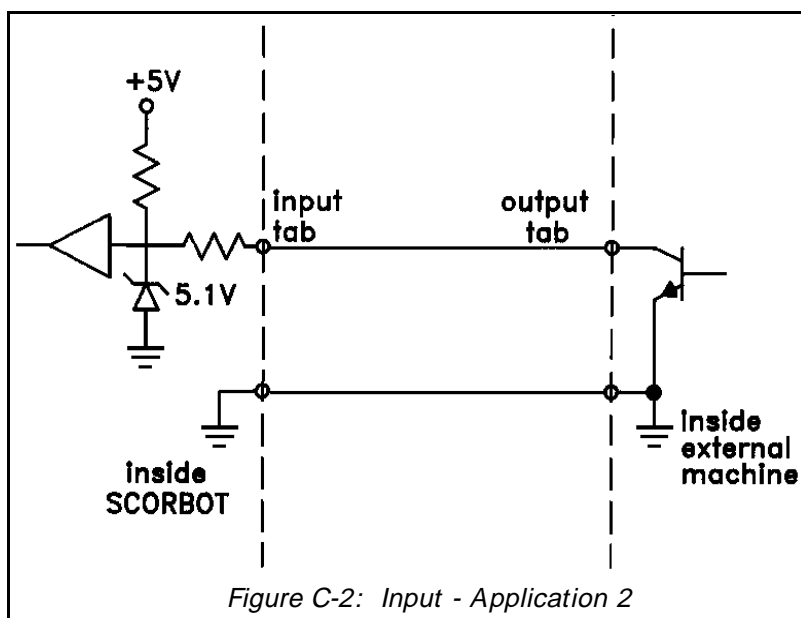 +5V
input
tab
output
tab
5.1V
inside
SCORBOT
inside
external
machine
Figure C-2: Input - Application 2